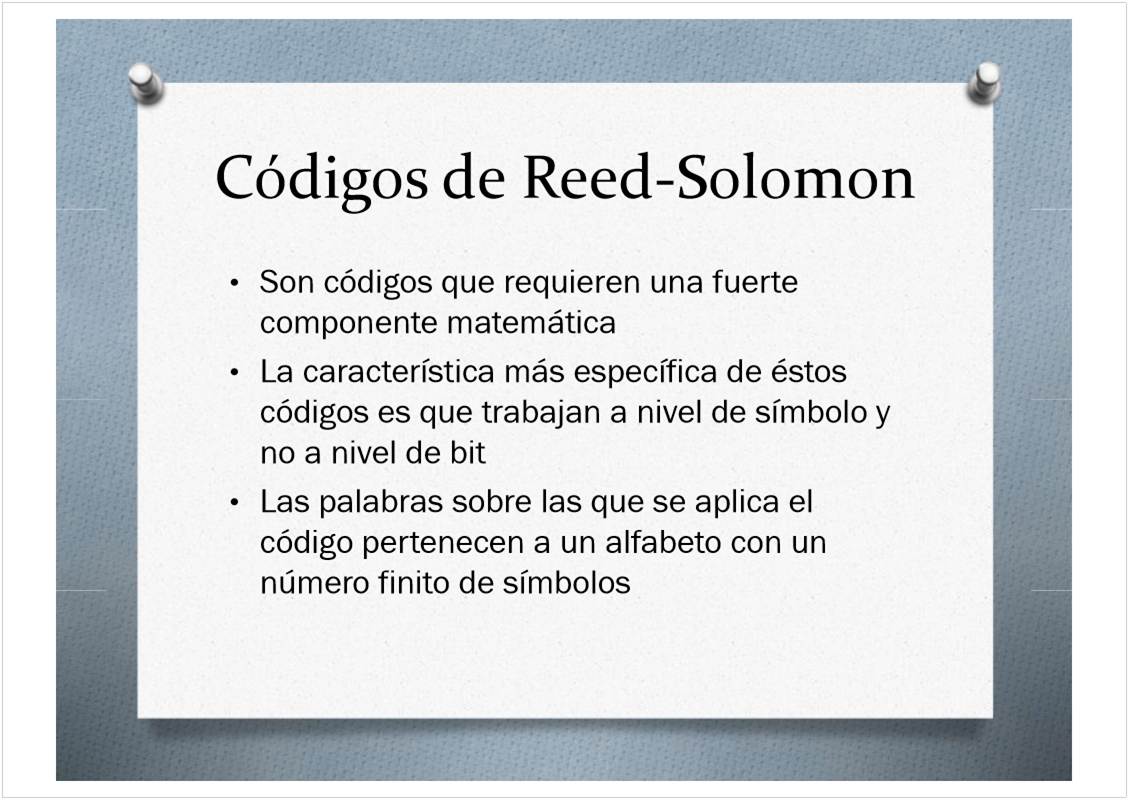 Códigos de Reed-Solomon
• Son códigos que requieren una fuerte
componente matemática
• La característica más específica de éstos
códigos es que trabajan a nivel de símbolo y
no a nivel de bit
• Las palabras sobre las que se aplica el
código pertenecen a un alfabeto con un
número finito de símbolos